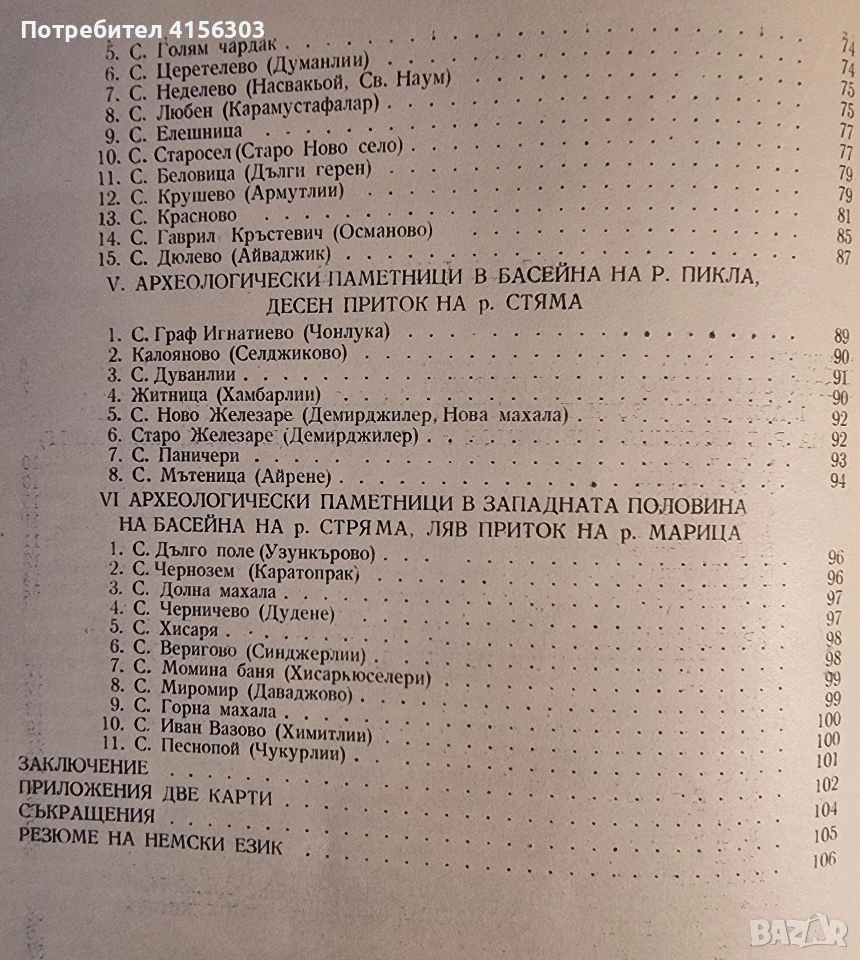 Потребител 4156303
5. С. Голям чардак 74
6. С. Церетелево (Думанлии) 74
7. С. Неделево (Насвакьой, Св. Наум) 75
8. С. Любен (Карамустафалар) 75
9. С. Елешница 77
10. С. Старосел (Старо Ново село) 77
11. С. Беловица (Дълги герен) 79
12. С. Крушево (Армутлии) 79
13. С. Красново 81
14. С. Гаврил Кръстевич (Османово) 85
15. С. Дюлево (Айваджик) 87
V. АРХЕОЛОГИЧЕСКИ ПАМЕТНИЦИ В БАСЕЙНА НА Р. ПИКЛА,
ДЕСЕН ПРИТОК НА р. СТЯМА
1. С. Граф Игнатиево (Чонлука) 89
2. Калояново (Селджиково) 90
3. С. Дуванлии 91
4. Житница (Хамбарлии) 90
5. С. Ново Железаре (Демирджилер, Нова махала) 92
6. Старо Железаре (Демирджилер) 92
7. С. Паничери 93
8. С. Мътеница (Айрене) 94
VI АРХЕОЛОГИЧЕСКИ ПАМЕТНИЦИ В ЗАПАДНАТА ПОЛОВИНА
НА БАСЕЙНА НА р. СТРЯМА, ЛЯВ ПРИТОК НА р. МАРИЦА
1. С. Дълго поле (Узункърово) 96
2. С. Чернозем (Каратопрак) 96
3. С. Долна махала 97
4. С. Черничево (Дудене) 97
5. С. Хисаря 98
6. С. Веригово (Синджерлии) 98
7. С. Момина баня (Хисаркюселери) 99
8. С. Миромир (Даваджово) 99
9. С. Горна махала 100
10. С. Иван Вазово (Химитлии) 100
11. С. Песнопой (Чукурлии) 101
ЗАКЛЮЧЕНИЕ 102
ПРИЛОЖЕНИЯ ДВЕ КАРТИ 104
СЪКРАЩЕНИЯ 105
РЕЗЮМЕ НА НЕМСКИ ЕЗИК 106
BAZAR